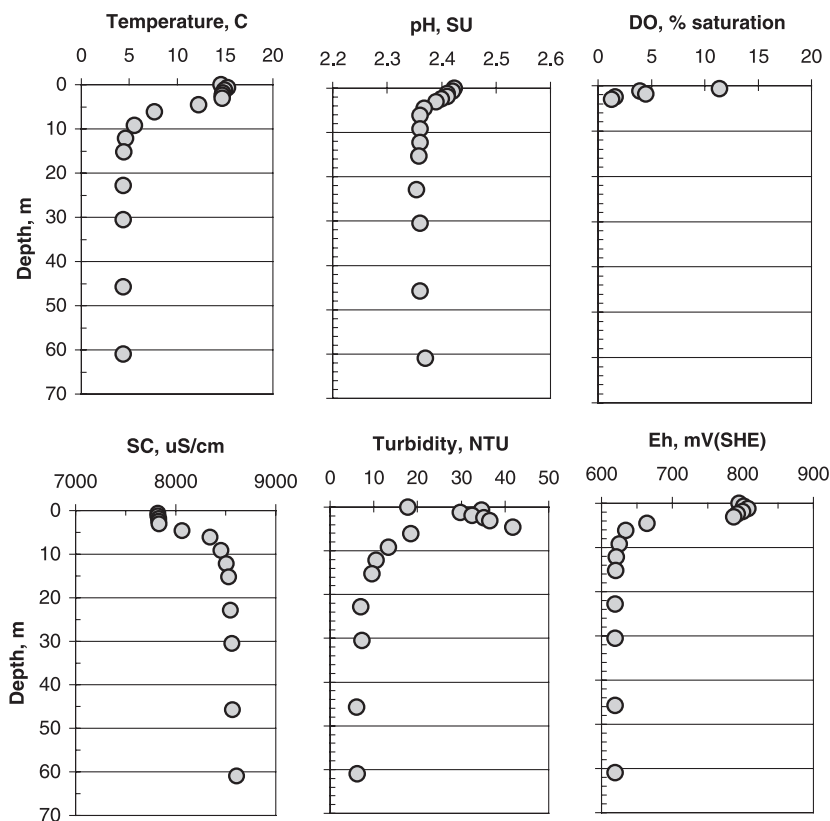 Temperature, C
pH, SU
DO, % saturation
0 5 10 15 20
2.2 2.3 2.4 2.5 2.6
0 5 10 15 20
Depth, m
0
10
20
30
40
50
60
70
SC, uS/cm
Turbidity, NTU
Eh, mV(SHE)
7000 8000 9000
0 10 20 30 40 50
600 700 800 900
Depth, m
0
10
20
30
40
50
60
70